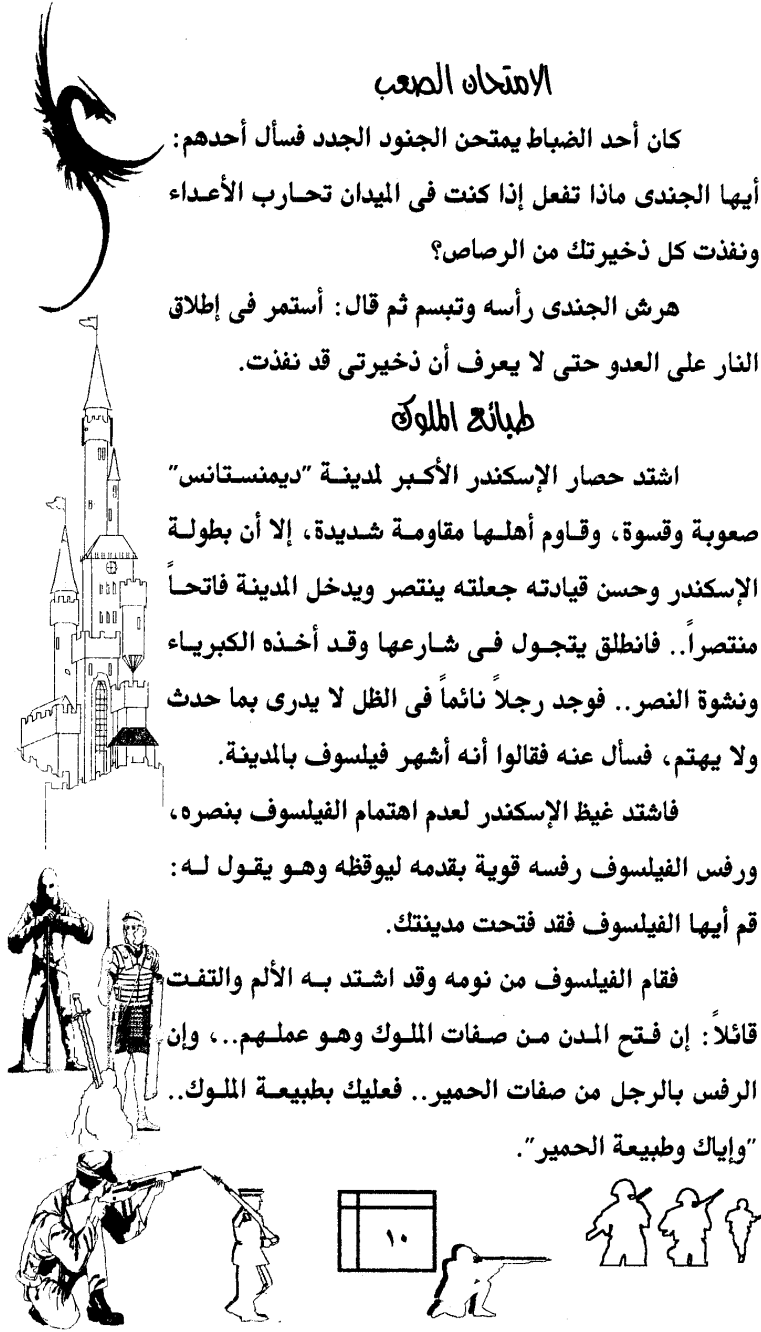 الامتحان الصعب
كان أحد الضباط يمتحن الجنود الجدد فسأل أحدهم:
أيها الجندى ماذا تفعل إذا كنت فى الميدان تحارب الأعداء
ونفذت كل ذخيرتك من الرصاص؟
هرش الجندى رأسه وتبسم ثم قال: أستمر فى إطلاق
النار على العدو حتى لا يعرف أن ذخيرتى قد نفذت.
طبائع الملوك
اشتد حصار الإسكندر الأكبر لمدينة "ديمنستانس"
صعوبة وقسوة، وقاوم أهلها مقاومة شديدة، إلا أن بطولة
الإسكندر وحسن قيادته جعلته ينتصر ويدخل المدينة فاتحاً
منتصراً.. فانطلق يتجول فى شارعها وقد أخذه الكبرياء
ونشوة النصر.. فوجد رجلاً نائماً فى الظل لا يدرى بما حدث
ولا يهتم، فسأل عنه فقالوا أنه أشهر فيلسوف بالمدينة.
فاشتد غيظ الإسكندر لعدم اهتمام الفيلسوف بنصره،
ورفس الفيلسوف رفسه قوية بقدمه ليوقظه وهو يقول له:
قم أيها الفيلسوف فقد فتحت مدينتك.
فقام الفيلسوف من نومه وقد اشتد به الألم والتفت
قائلاً: إن فتح المدن من صفات الملوك وهو عملهم..، وإن
الرفس بالرجل من صفات الحمير.. فعليك بطبيعة الملوك..
"وإياك وطبيعة الحمير".
١٠